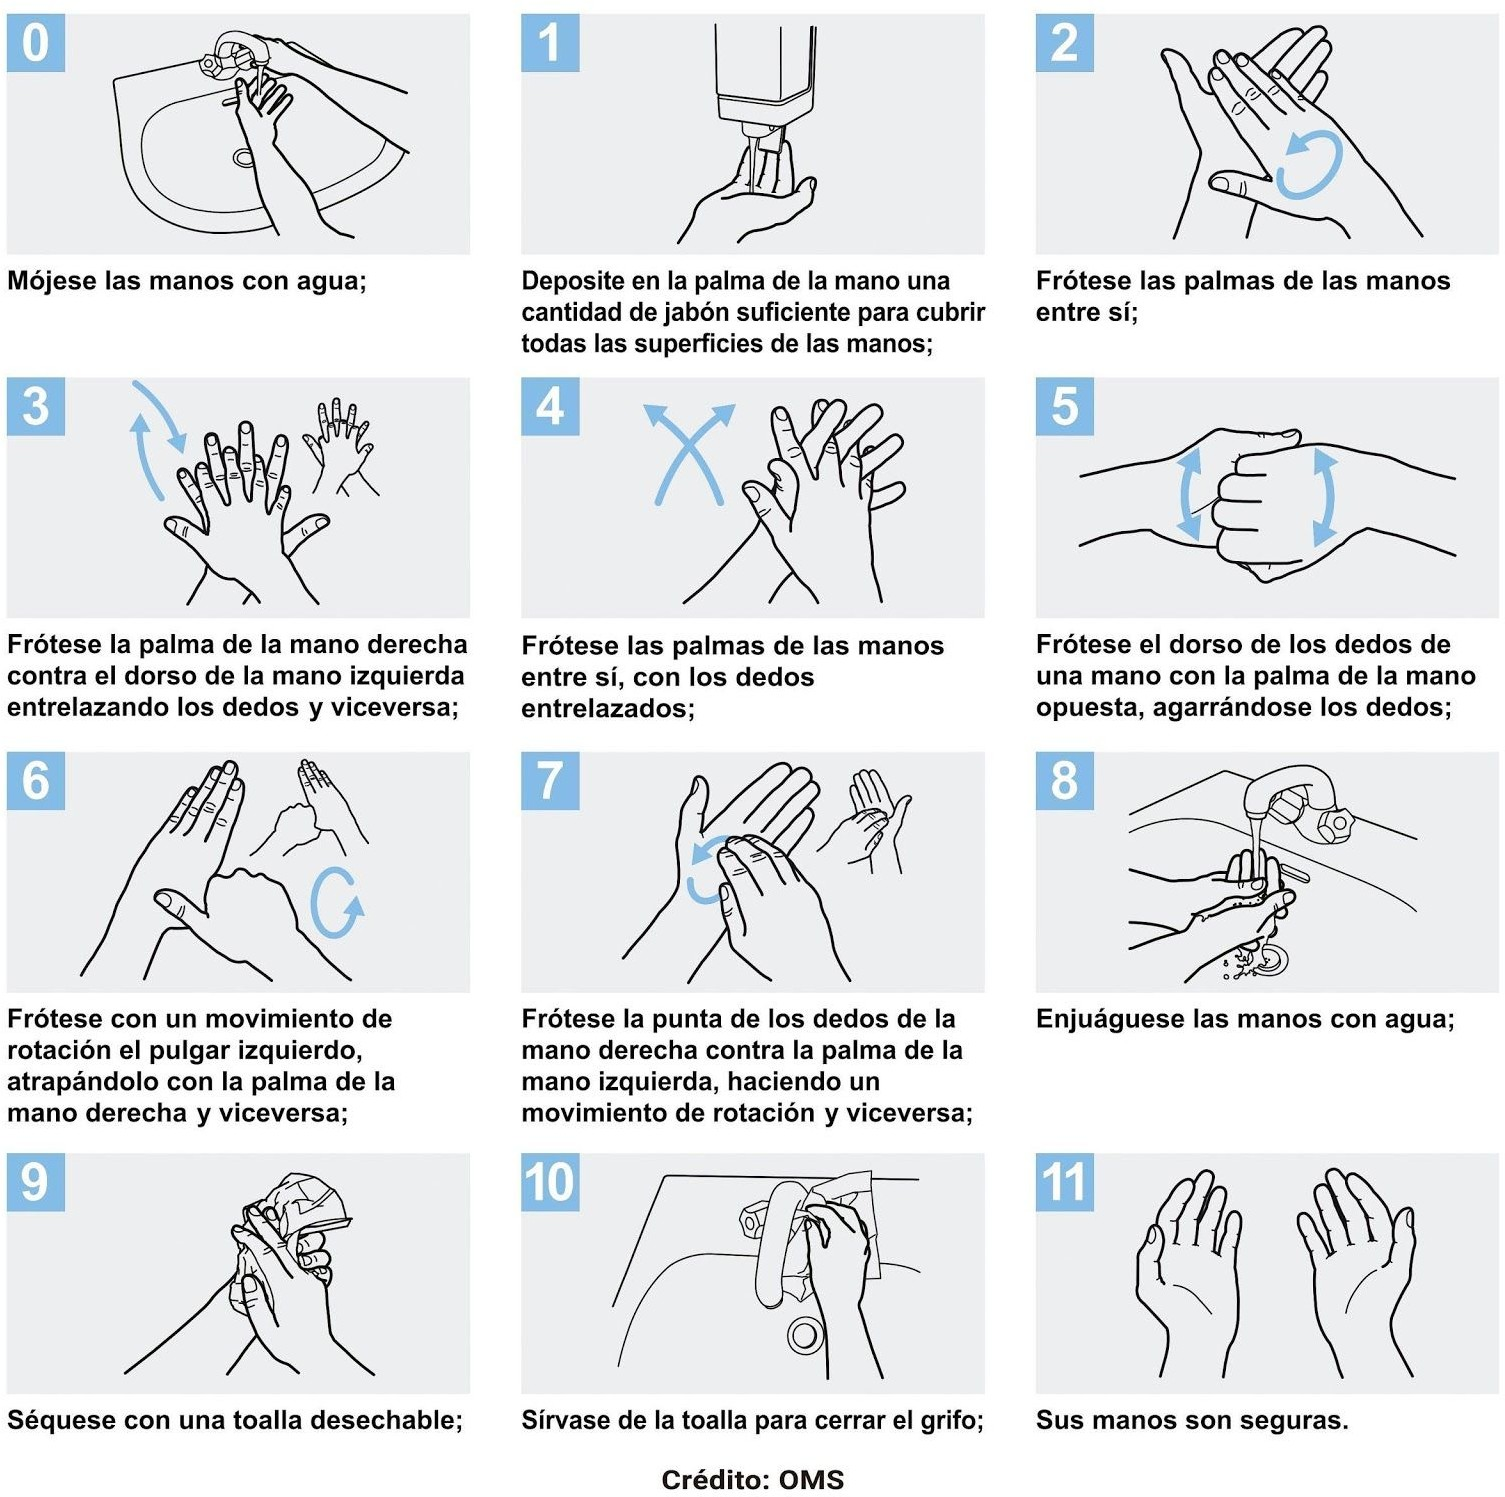 0
Mójese las manos con agua;
1
Deposite en la palma de la mano una
cantidad de jabón suficiente para cubrir
todas las superficies de las manos;
2
Frótese las palmas de las manos
entre sí;
3
Frótese la palma de la mano derecha
contra el dorso de la mano izquierda
entrelazando los dedos y viceversa;
4
Frótese las palmas de las manos
entre sí, con los dedos
entrelazados;
5
Frótese el dorso de los dedos de
una mano con la palma de la mano
opuesta, agarrándose los dedos;
6
Frótese con un movimiento de
rotación el pulgar izquierdo,
atrapándolo con la palma de la
mano derecha y viceversa;
7
Frótese la punta de los dedos de la
mano derecha contra la palma de la
mano izquierda, haciendo un
movimiento de rotación y viceversa;
8
Enjuáguese las manos con agua;
9
Séquese con una toalla desechable;
10
Sírvase de la toalla para cerrar el grifo;
11
Sus manos son seguras.
Crédito: OMS